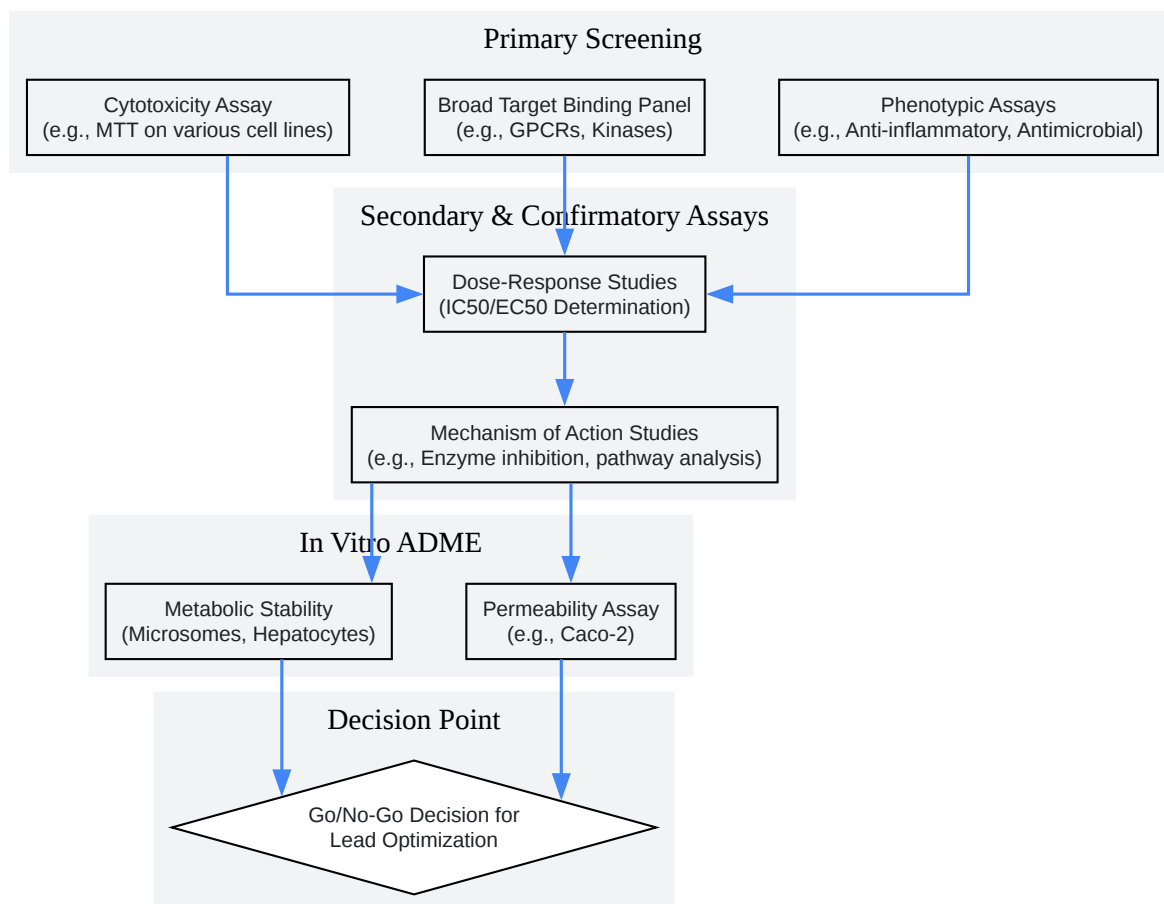 Primary Screening
Cytotoxicity Assay
(e.g., MTT on various cell lines)
Broad Target Binding Panel
(e.g., GPCRs, Kinases)
Phenotypic Assays
(e.g., Anti-inflammatory, Antimicrobial)
Secondary & Confirmatory Assays
Dose-Response Studies
(IC50/EC50 Determination)
Mechanism of Action Studies
(e.g., Enzyme inhibition, pathway analysis)
In Vitro ADME
Metabolic Stability
(Microsomes, Hepatocytes)
Permeability Assay
(e.g., Caco-2)
Decision Point
Go/No-Go Decision for
Lead Optimization